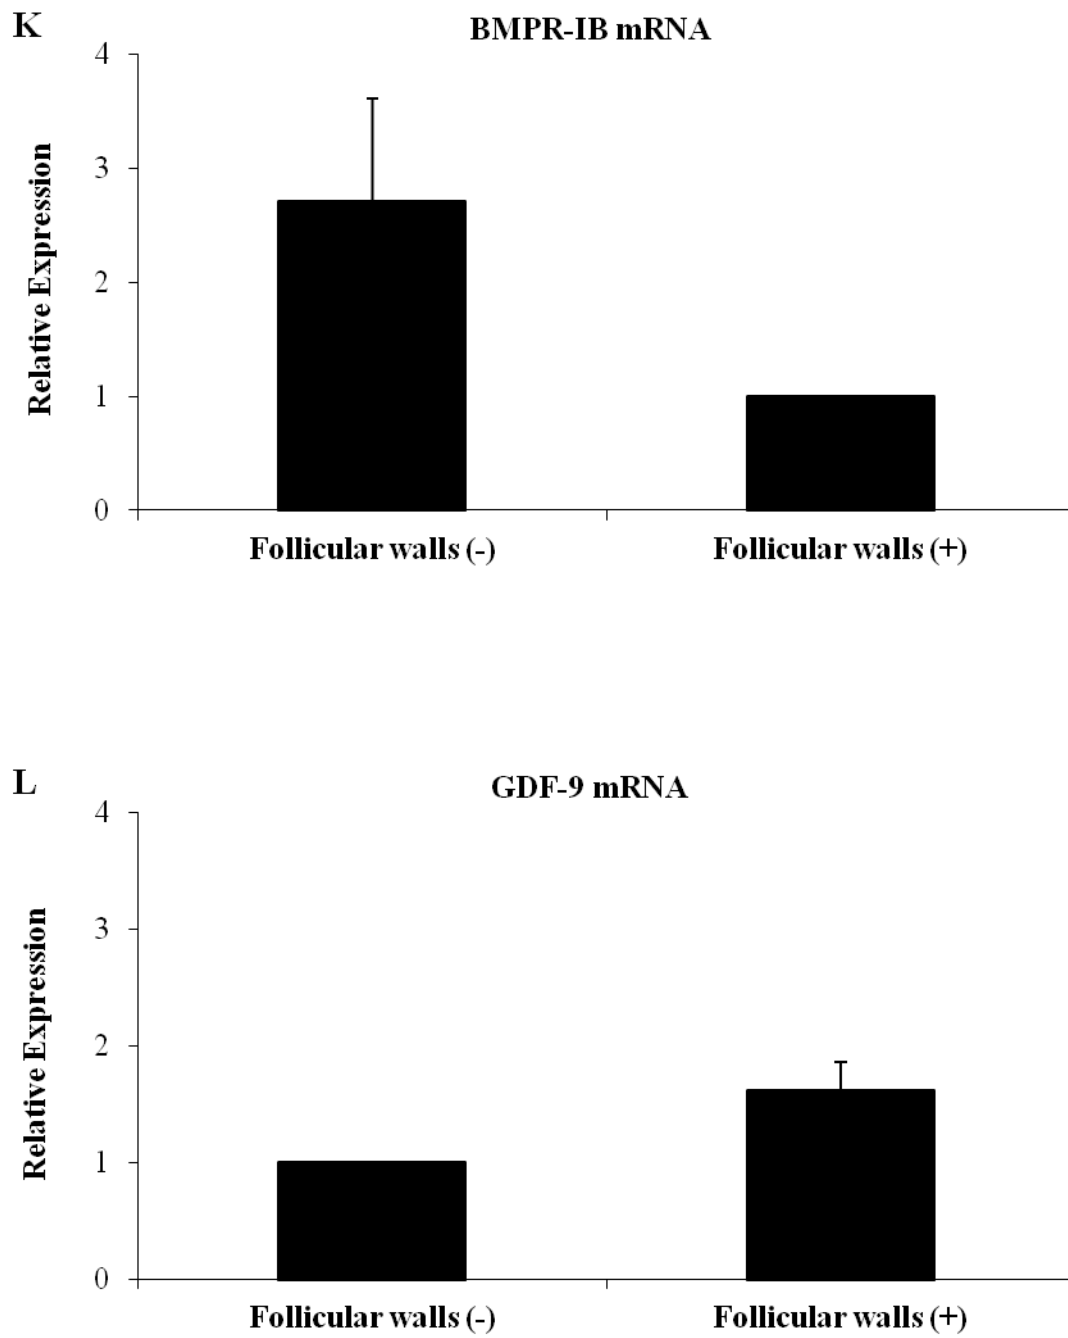 K
BMPR-IB mRNA
4
3
2
1
0
Relative Expression
Follicular walls (-)
Follicular walls (+)
L
GDF-9 mRNA
4
3
2
1
0
Relative Expression
Follicular walls (-)
Follicular walls (+)